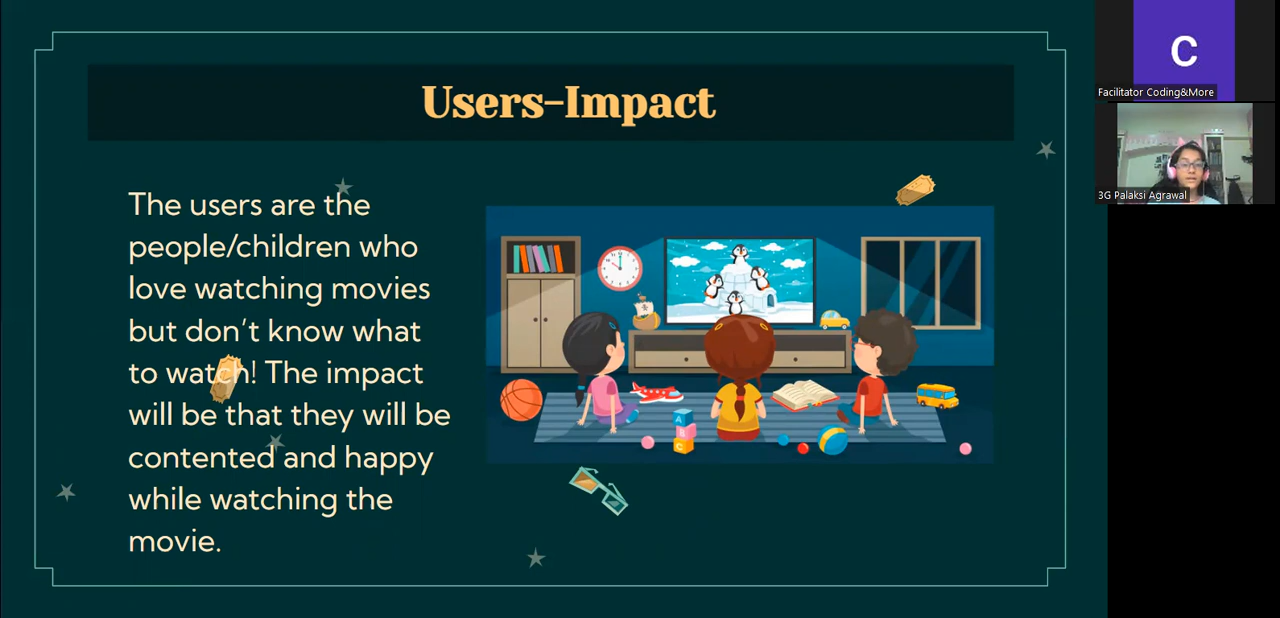 Users-Impact
The users are the
people/children who
love watching movies
but don't know what
to watch! The impact
will be that they will be
contented and happy
while watching the
movie.
A
C
C
Facilitator Coding&More
3G Palaksi Agrawal